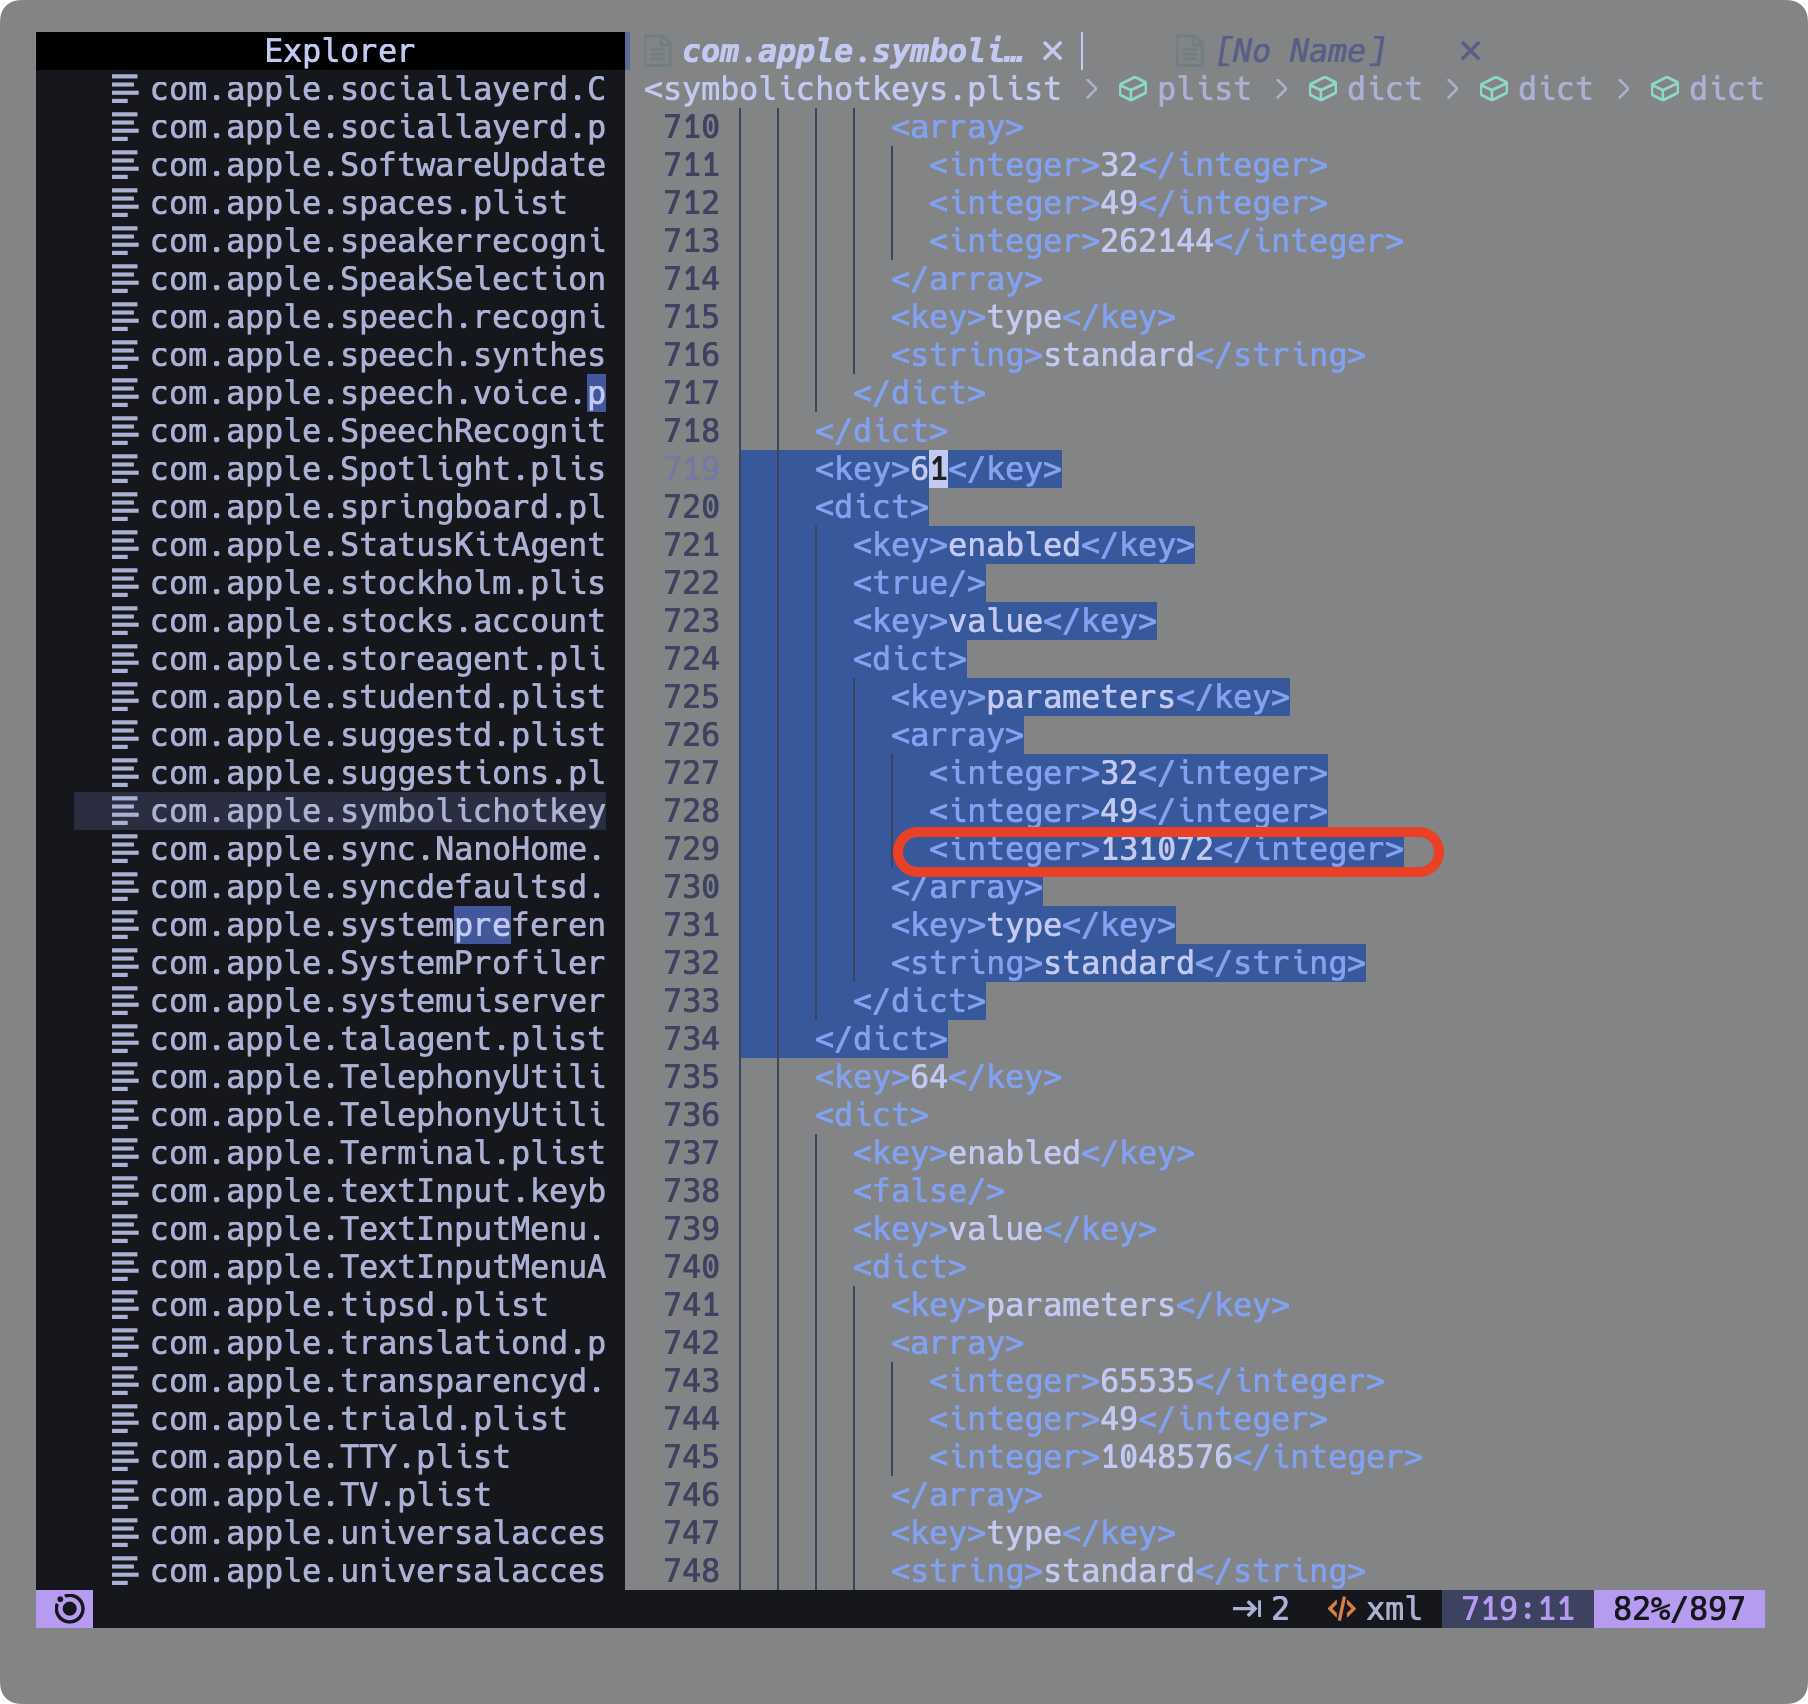 Explorer
com.apple.sociallayerd.C
com.apple.sociallayerd.p
com.apple.SoftwareUpdate
com.apple.spaces.plist
com.apple.speakerrecogni
com.apple.SpeakSelection
com.apple.speech.recogni
com.apple.speech.synthes
com.apple.speech.voice.p
com.apple.SpeechRecognit
com.apple.Spotlight.plis
com.apple.springboard.pl
com.apple.StatusKitAgent
com.apple.stockholm.plis
com.apple.stocks.account
com.apple.storeagent.pli
com.apple.studentd.plist
com.apple.suggestd.plist
com.apple.suggestions.pl
com.apple.symbolichotkey
com.apple.sync.NanoHome.
com.apple.syncdefaultsd.
com.apple.systempreferen
com.apple.SystemProfiler
com.apple.systemuiserver
com.apple.talagent.plist
com.apple.TelephonyUtili
com.apple.TelephonyUtili
com.apple.Terminal.plist
com.apple.textInput.keyb
com.apple.TextInputMenu.
com.apple.TextInputMenuA
com.apple.tipsd.plist
com.apple.translationd.p
com.apple.transparencyd.
com.apple.triald.plist
com.apple.TTY.plist
com.apple.TV.plist
com.apple.universalacces
com.apple.universalacces
com.apple.symboli… × [No Name] ×
<symbolichotkeys.plist > plist > dict > dict > dict
710 <array>
711 <integer>32</integer>
712 <integer>49</integer>
713 <integer>262144</integer>
714 </array>
715 <key>type</key>
716 <string>standard</string>
717 </dict>
718 </dict>
719 <key>61</key>
720 <dict>
721 <key>enabled</key>
722 <true/>
723 <key>value</key>
724 <dict>
725 <key>parameters</key>
726 <array>
727 <integer>32</integer>
728 <integer>49</integer>
729 <integer>131072</integer>
730 </array>
731 <key>type</key>
732 <string>standard</string>
733 </dict>
734 </dict>
735 <key>64</key>
736 <dict>
737 <key>enabled</key>
738 <false/>
739 <key>value</key>
740 <dict>
741 <key>parameters</key>
742 <array>
743 <integer>65535</integer>
744 <integer>49</integer>
745 <integer>1048576</integer>
746 </array>
747 <key>type</key>
748 <string>standard</string>
2 </> xml 719:11 82%/897